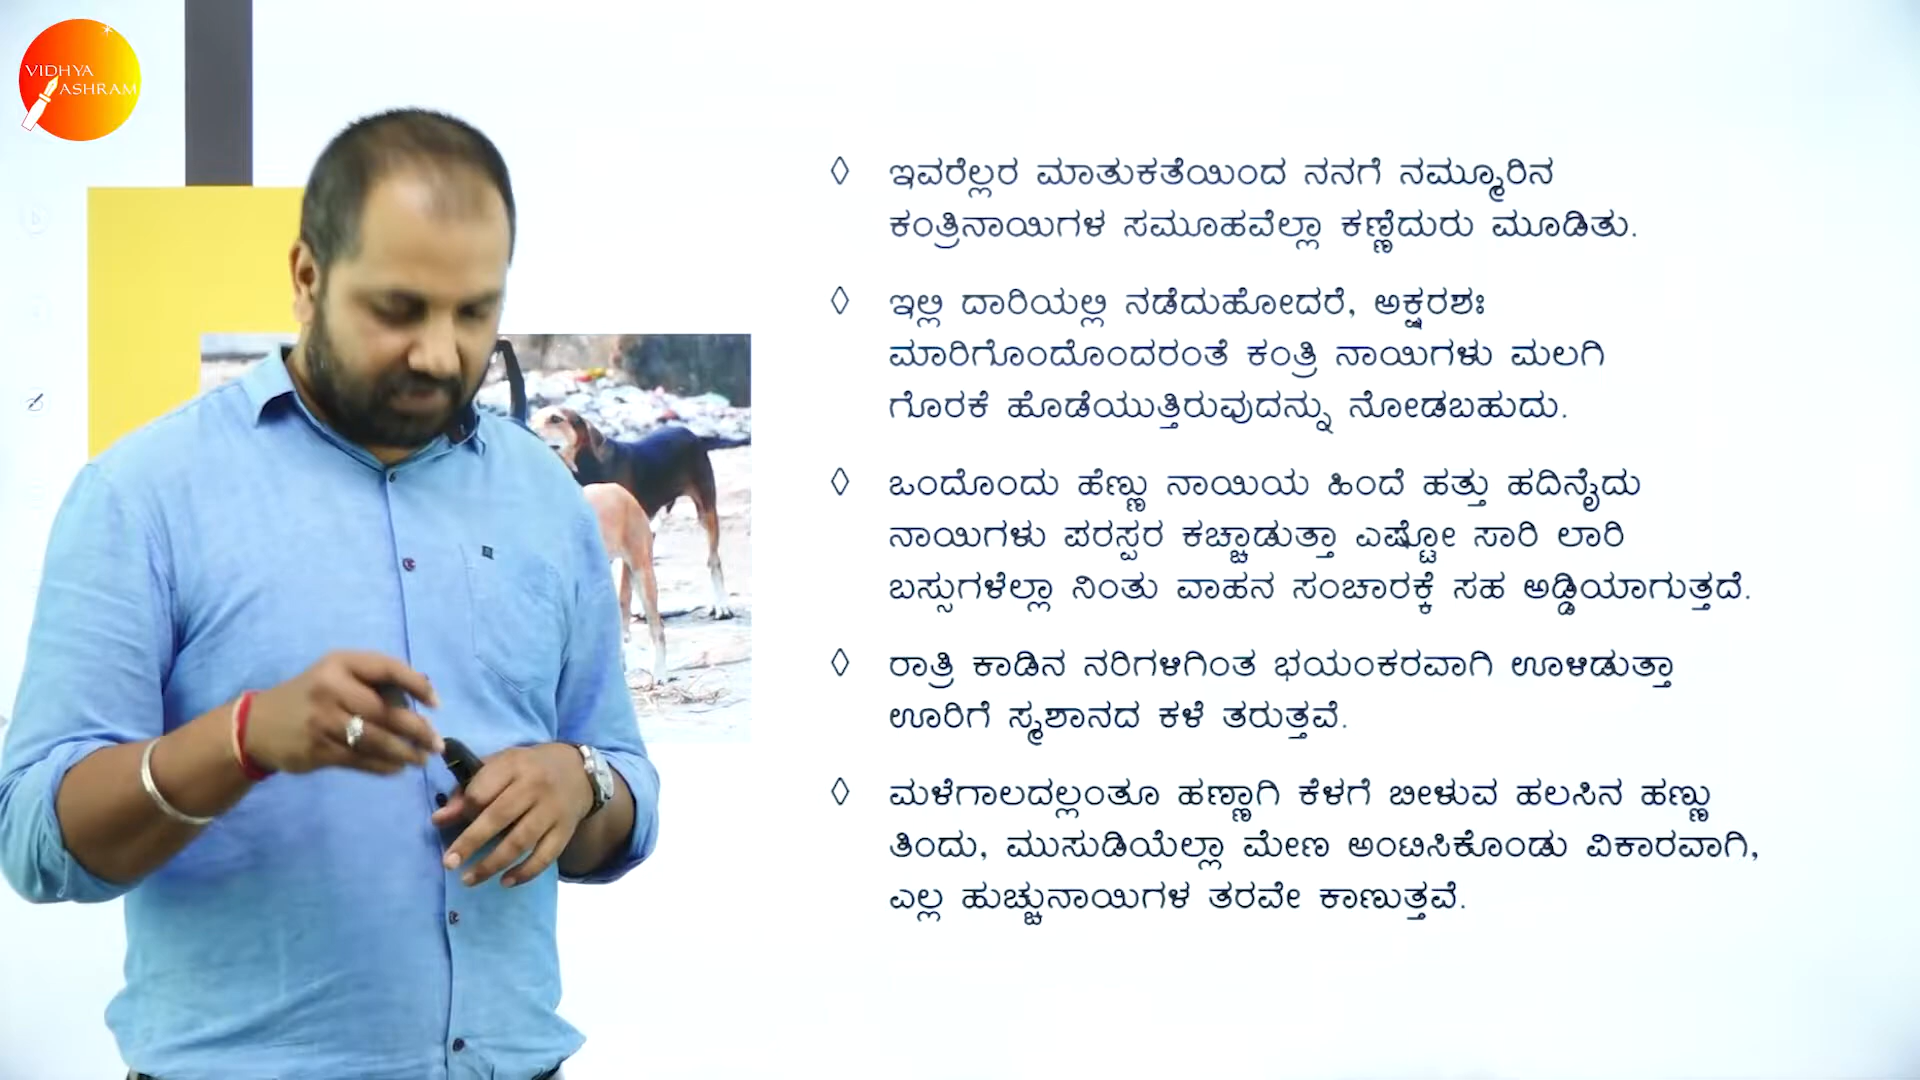 VIDHYA
ASHRAM
◊ ಇವರೆಲ್ಲರ ಮಾತುಕತೆಯಿಂದ ನನಗೆ ನಮ್ಮೂರಿನ
ಕಂತ್ರಿನಾಯಿಗಳ ಸಮೂಹವೆಲ್ಲಾ ಕಣ್ಣೆದುರು ಮೂಡಿತು.
◊ ಇಲ್ಲಿ ದಾರಿಯಲ್ಲಿ ನಡೆದುಹೋದರೆ, ಅಕ್ಷರಶಃ
ಮಾರಿಗೊಂದೊಂದರಂತೆ ಕಂತ್ರಿ ನಾಯಿಗಳು ಮಲಗಿ
ಗೊರಕೆ ಹೊಡೆಯುತ್ತಿರುವುದನ್ನು ನೋಡಬಹುದು.
◊ ಒಂದೊಂದು ಹೆಣ್ಣು ನಾಯಿಯ ಹಿಂದೆ ಹತ್ತು ಹದಿನೈದು
ನಾಯಿಗಳು ಪರಸ್ಪರ ಕಚ್ಚಾಡುತ್ತಾ ಎಷ್ಟೋ ಸಾರಿ ಲಾರಿ
ಬಸ್ಸುಗಳೆಲ್ಲಾ ನಿಂತು ವಾಹನ ಸಂಚಾರಕ್ಕೆ ಸಹ ಅಡ್ಡಿಯಾಗುತ್ತದೆ.
◊ ರಾತ್ರಿ ಕಾಡಿನ ನರಿಗಳಿಗಿಂತ ಭಯಂಕರವಾಗಿ ಊಳಿಡುತ್ತಾ
ಊರಿಗೆ ಸ್ಮಶಾನದ ಕಳೆ ತರುತ್ತವೆ.
◊ ಮಳೆಗಾಲದಲ್ಲಂತೂ ಹಣ್ಣಾಗಿ ಕೆಳಗೆ ಬೀಳುವ ಹಲಸಿನ ಹಣ್ಣು
ತಿಂದು, ಮುಸುಡಿಯೆಲ್ಲಾ ಮೇಣ ಅಂಟಿಸಿಕೊಂಡು ವಿಕಾರವಾಗಿ,
ಎಲ್ಲ ಹುಚ್ಚುನಾಯಿಗಳ ತರವೇ ಕಾಣುತ್ತವೆ.